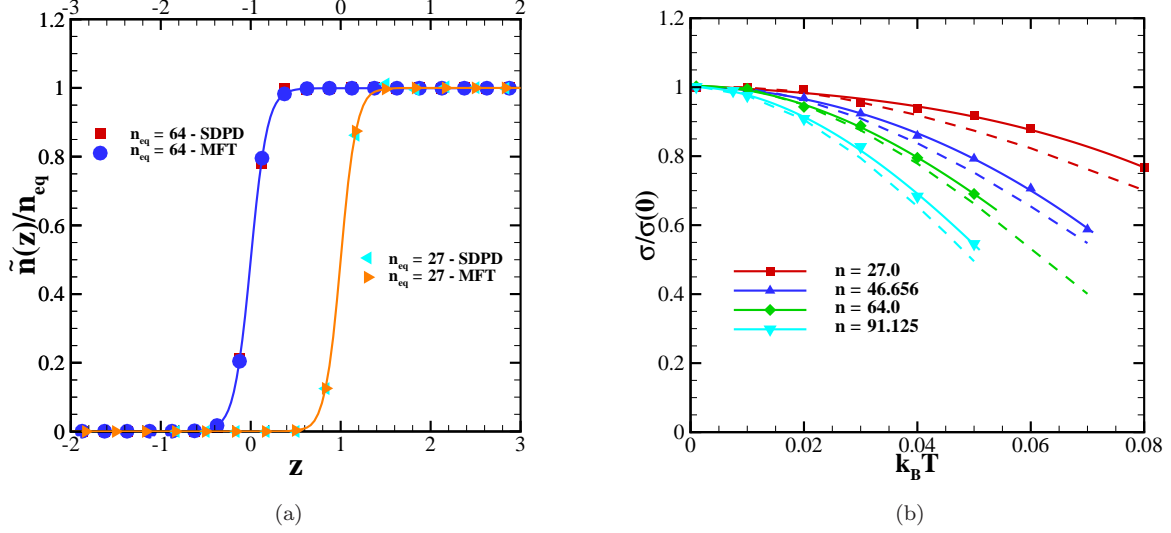 -3 -2 -1 0 1 2
1.2
1
0.8
0.6
0.4
0.2
0
ñ(z)/n_eq
n_eq = 64 - SDPD
n_eq = 64 - MFT
n_eq = 27 - SDPD
n_eq = 27 - MFT
-2 -1 0 1 2 3
z
(a)
1.2
1
0.8
0.6
0.4
0.2
0
σ/σ(0)
n = 27.0
n = 46.656
n = 64.0
n = 91.125
0.02 0.04 0.06 0.08
k_BT
(b)